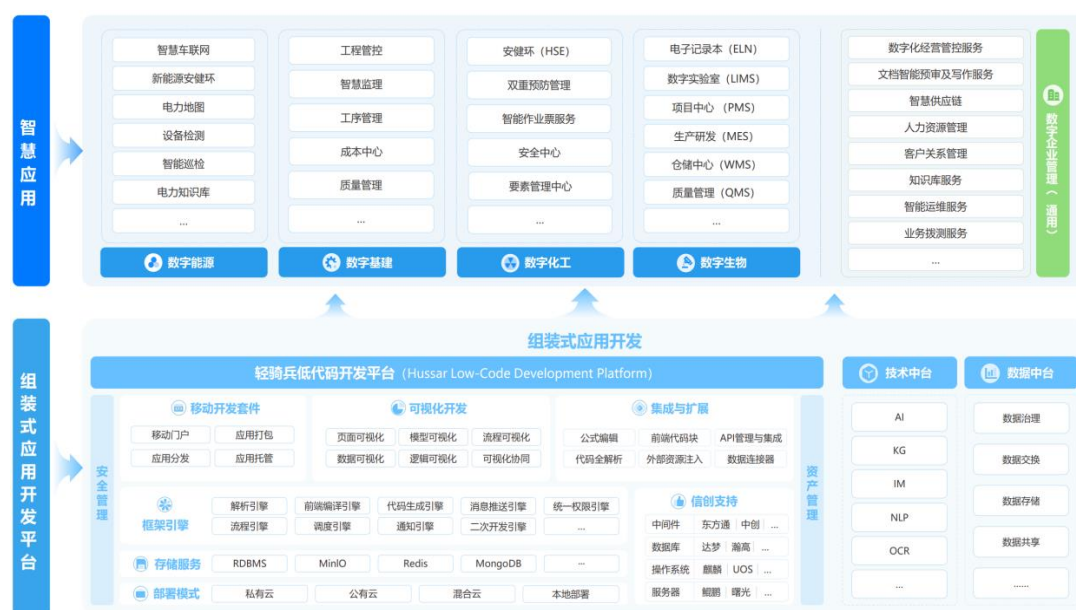 智慧应用
智慧车联网
新能源安健环
电力地图
设备检测
智能巡检
电力知识库
...
数字能源
工程管控
智慧监理
工序管理
成本中心
质量管理
...
数字基建
安健环（HSE）
双重预防管理
智能作业票服务
安全中心
要素管理中心
...
数字化工
电子记录本（ELN）
数字实验室（LIMS）
项目中心 （PMS）
生产研发（MES）
仓储中心（WMS）
质量管理（QMS）
...
数字生物
数字化经营管控服务
文档智能预审及写作服务
智慧供应链
人力资源管理
客户关系管理
知识库服务
智能运维服务
业务拨测服务
...
数字企业管理（通用）
组装式应用开发平台
组装式应用开发
轻骑兵低代码开发平台（Hussar Low-Code Development Platform）
安全管理
移动开发套件
移动门户 应用打包
应用分发 应用托管
可视化开发
页面可视化 模型可视化 流程可视化
数据可视化 逻辑可视化 可视化协同
集成与扩展
公式编辑 前端代码块 API管理与集成
代码全解析 外部资源注入 数据连接器
框架引擎
解析引擎 前端编译引擎 代码生成引擎 消息推送引擎 统一权限引擎
流程引擎 调度引擎 通知引擎 二次开发引擎 ...
存储服务 RDBMS MinIO Redis MongoDB ...
部署模式 私有云 公有云 混合云 本地部署
信创支持
中间件 东方通 中创 ...
数据库 达梦 瀚高 ...
操作系统 麒麟 UOS ...
服务器 鲲鹏 曙光 ...
资产管理
技术中台
AI
KG
IM
NLP
OCR
...
数据中台
数据治理
数据交换
数据存储
数据共享
......